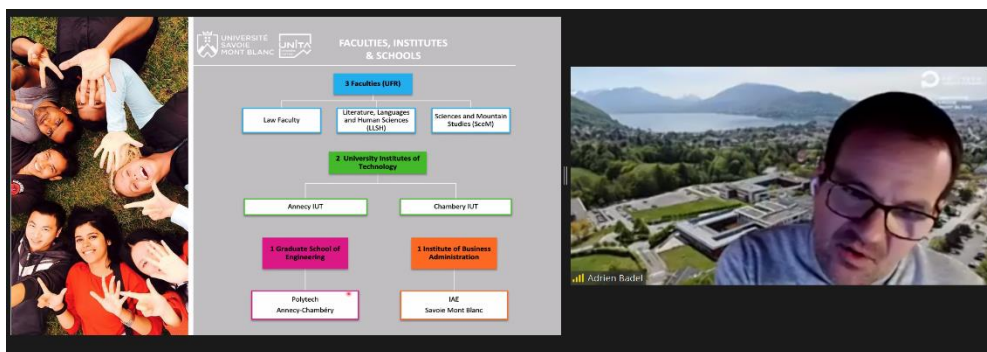 UNIVERSITÉ
SAVOIE
MONT BLANC
UNITA
FACULTIES, INSTITUTES
& SCHOOLS
3 Faculties (UFR)
Law Faculty
Literature, Languages
and Human Sciences
(LLSH)
Sciences and Mountain
Studies (SceM)
2 University Institutes of
Technology
Annecy IUT
Chambery IUT
1 Graduate School of
Engineering
1 Institute of Business
Administration
Polytech
Annecy-Chambéry
IAE
Savoie Mont Blanc
Adrien Badel